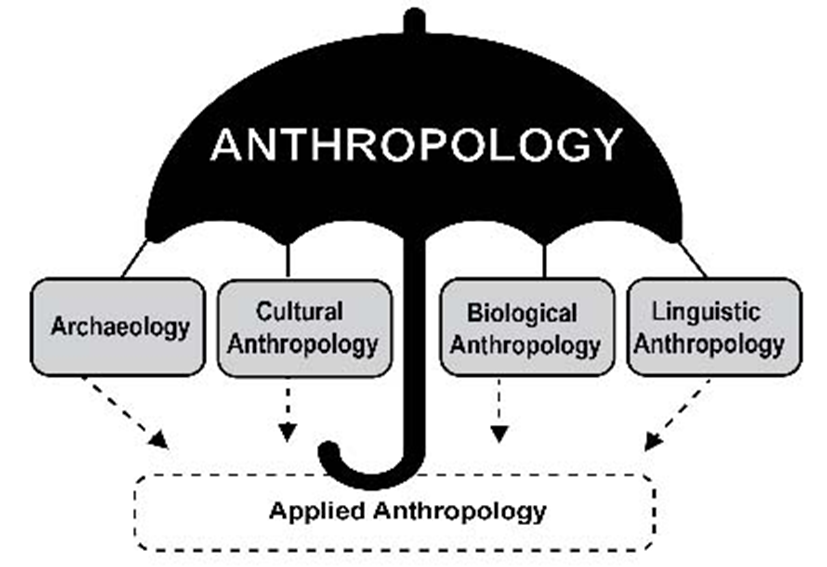 ANTHROPOLOGY
Archaeology
Cultural
Anthropology
Biological
Anthropology
Linguistic
Anthropology
Applied Anthropology